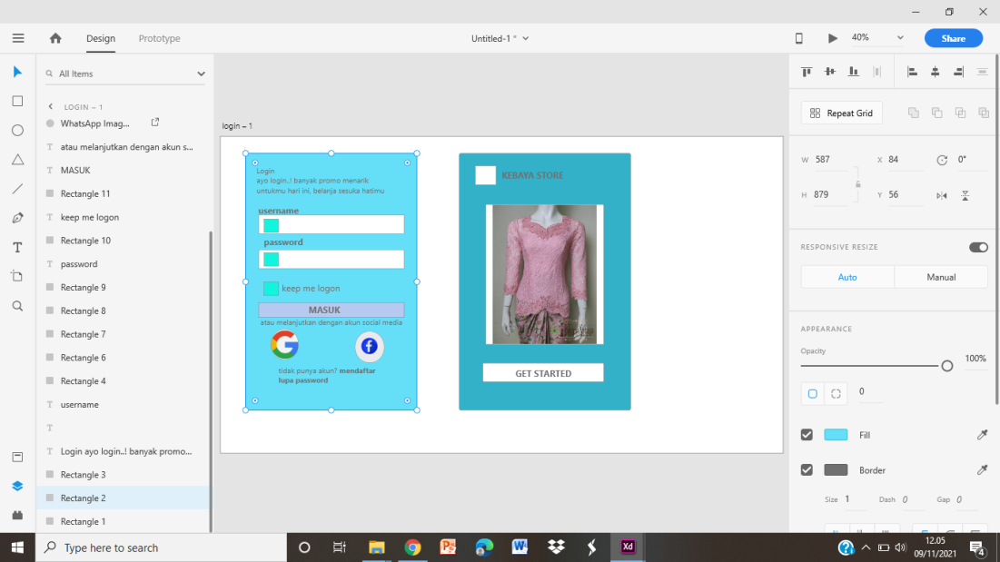 Design
Prototype
Untitled-1 *
40%
Share
All Items
LOGIN – 1
WhatsApp Imag...
atau melanjutkan dengan akun s...
MASUK
Rectangle 11
keep me logon
Rectangle 10
password
Rectangle 9
Rectangle 8
Rectangle 7
Rectangle 6
Rectangle 4
username
Login ayo login..! banyak promo...
Rectangle 3
Rectangle 2
Rectangle 1
login – 1
Login
ayo login..! banyak promo menarik
untukmu hari ini, belanja sesuka hatimu
username
password
keep me logon
MASUK
atau melanjutkan dengan akun social media
tidak punya akun? mendaftar
lupa password
KEBAYA STORE
GET STARTED
Repeat Grid
W 587
X 84
0°
H 879
Y 56
RESPONSIVE RESIZE
Auto
Manual
APPEARANCE
Opacity
100%
0
Fill
Border
Size 1
Dash 0
Gap 0
Type here to search
Xd
12.05
09/11/2021
4